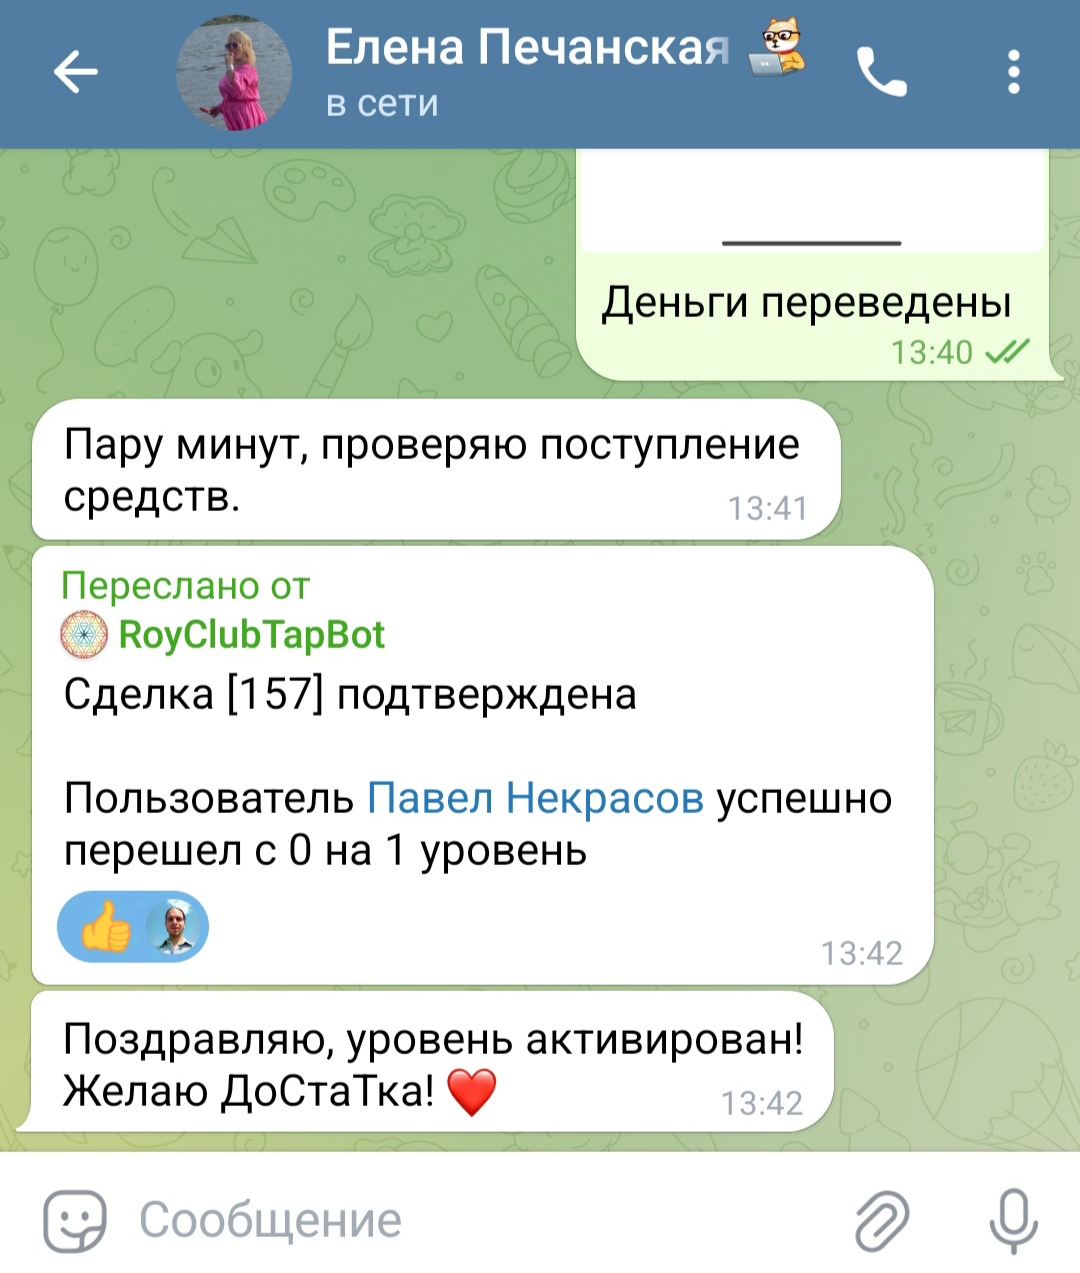 Елена Печанская
в сети
Деньги переведены
13:40
Пару минут, проверяю поступление
средств.
13:41
Переслано от
RoyClubTapBot
Сделка [157] подтверждена
Пользователь Павел Некрасов успешно
перешел с 0 на 1 уровень
13:42
Поздравляю, уровень активирован!
Желаю ДоСтаТка! ❤️
13:42
Сообщение